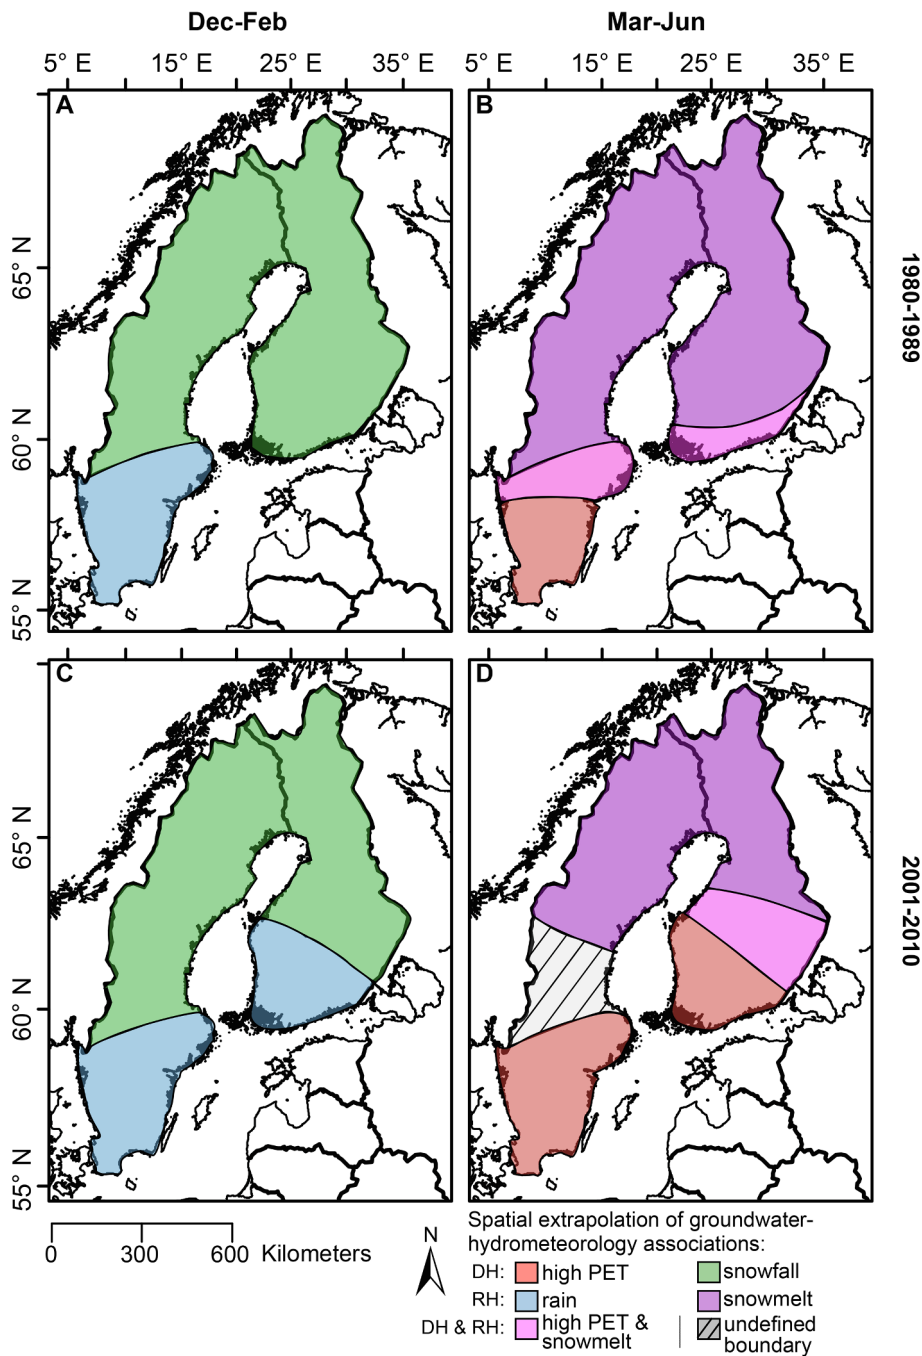 Dec-Feb
Mar-Jun
5° E 15° E 25° E 35° E
5° E 15° E 25° E 35° E
A
B
65° N
60° N
55° N
1980-1989
C
D
65° N
60° N
55° N
2001-2010
0 300 600 Kilometers
N
Spatial extrapolation of groundwater-
hydrometeorology associations:
DH: high PET
snowfall
RH: rain
snowmelt
DH & RH: high PET &
snowmelt
undefined
boundary